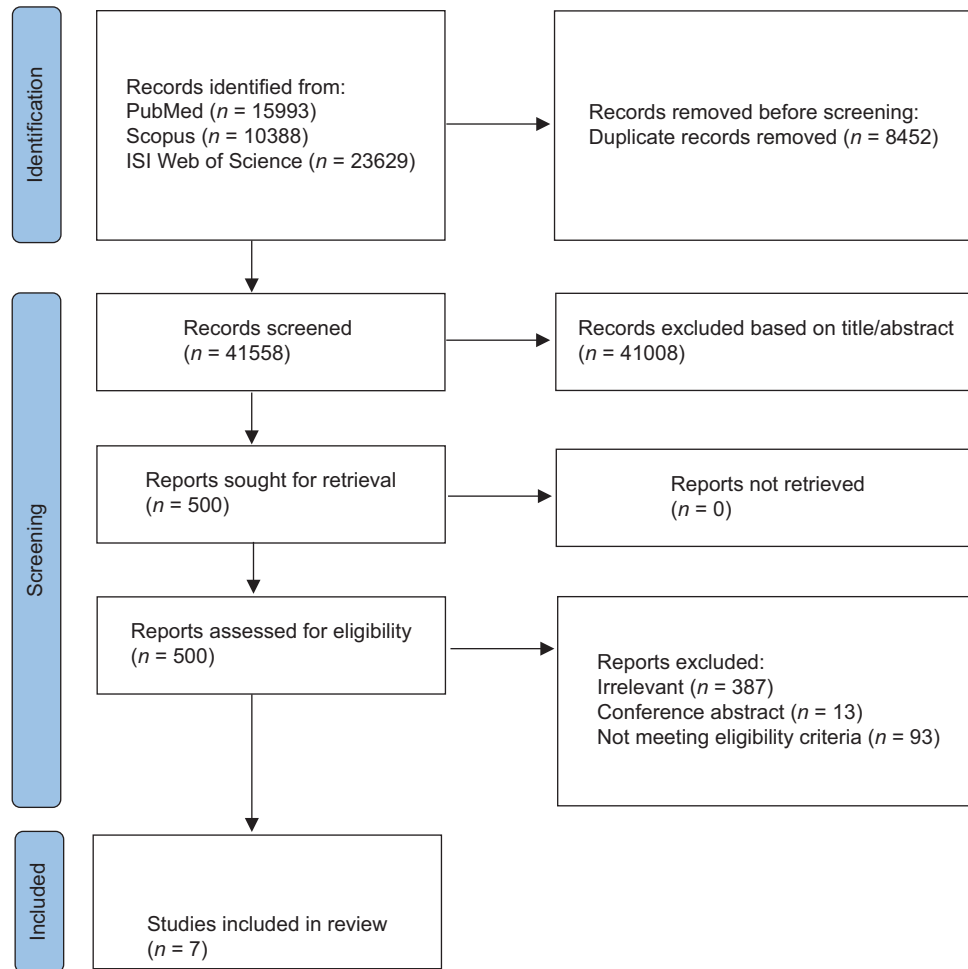 Identification
Records identified from:
PubMed (n = 15993)
Scopus (n = 10388)
ISI Web of Science (n = 23629)
Records removed before screening:
Duplicate records removed (n = 8452)
Screening
Records screened
(n = 41558)
Records excluded based on title/abstract
(n = 41008)
Reports sought for retrieval
(n = 500)
Reports not retrieved
(n = 0)
Reports assessed for eligibility
(n = 500)
Reports excluded:
Irrelevant (n = 387)
Conference abstract (n = 13)
Not meeting eligibility criteria (n = 93)
Included
Studies included in review
(n = 7)